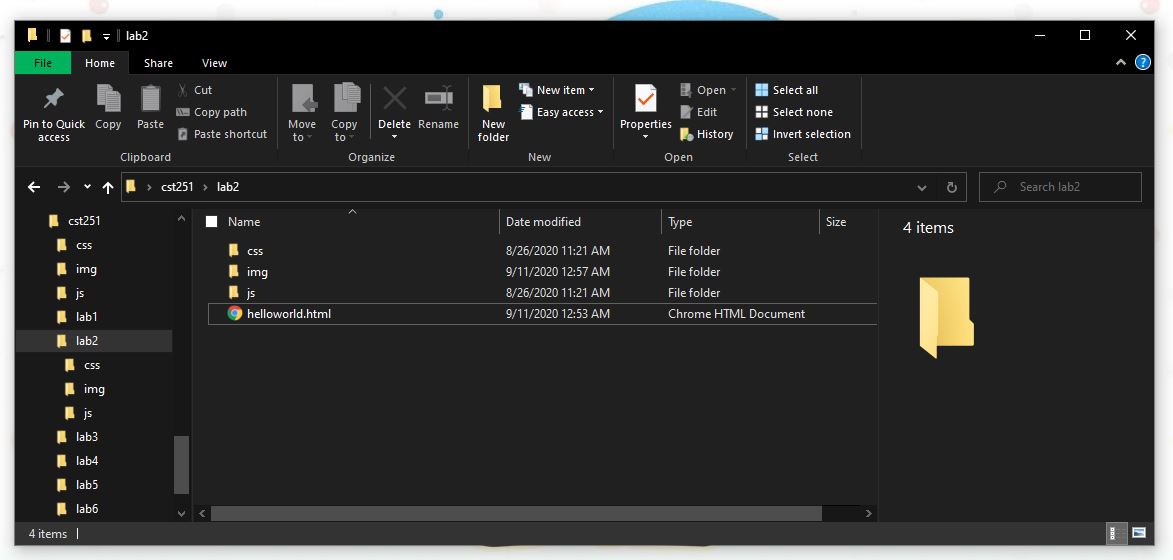 lab2
File Home Share View
Pin to Quick access
Copy
Paste
Cut
Copy path
Paste shortcut
Clipboard
Move to
Copy to
Delete
Rename
Organize
New folder
New item
Easy access
New
Properties
Open
Edit
History
Open
Select all
Select none
Invert selection
Select
cst251 › lab2
Search lab2
cst251
css
img
js
lab1
lab2
css
img
js
lab3
lab4
lab5
lab6
Name Date modified Type Size
css 8/26/2020 11:21 AM File folder
img 9/11/2020 12:57 AM File folder
js 8/26/2020 11:21 AM File folder
helloworld.html 9/11/2020 12:53 AM Chrome HTML Document
4 items
4 items